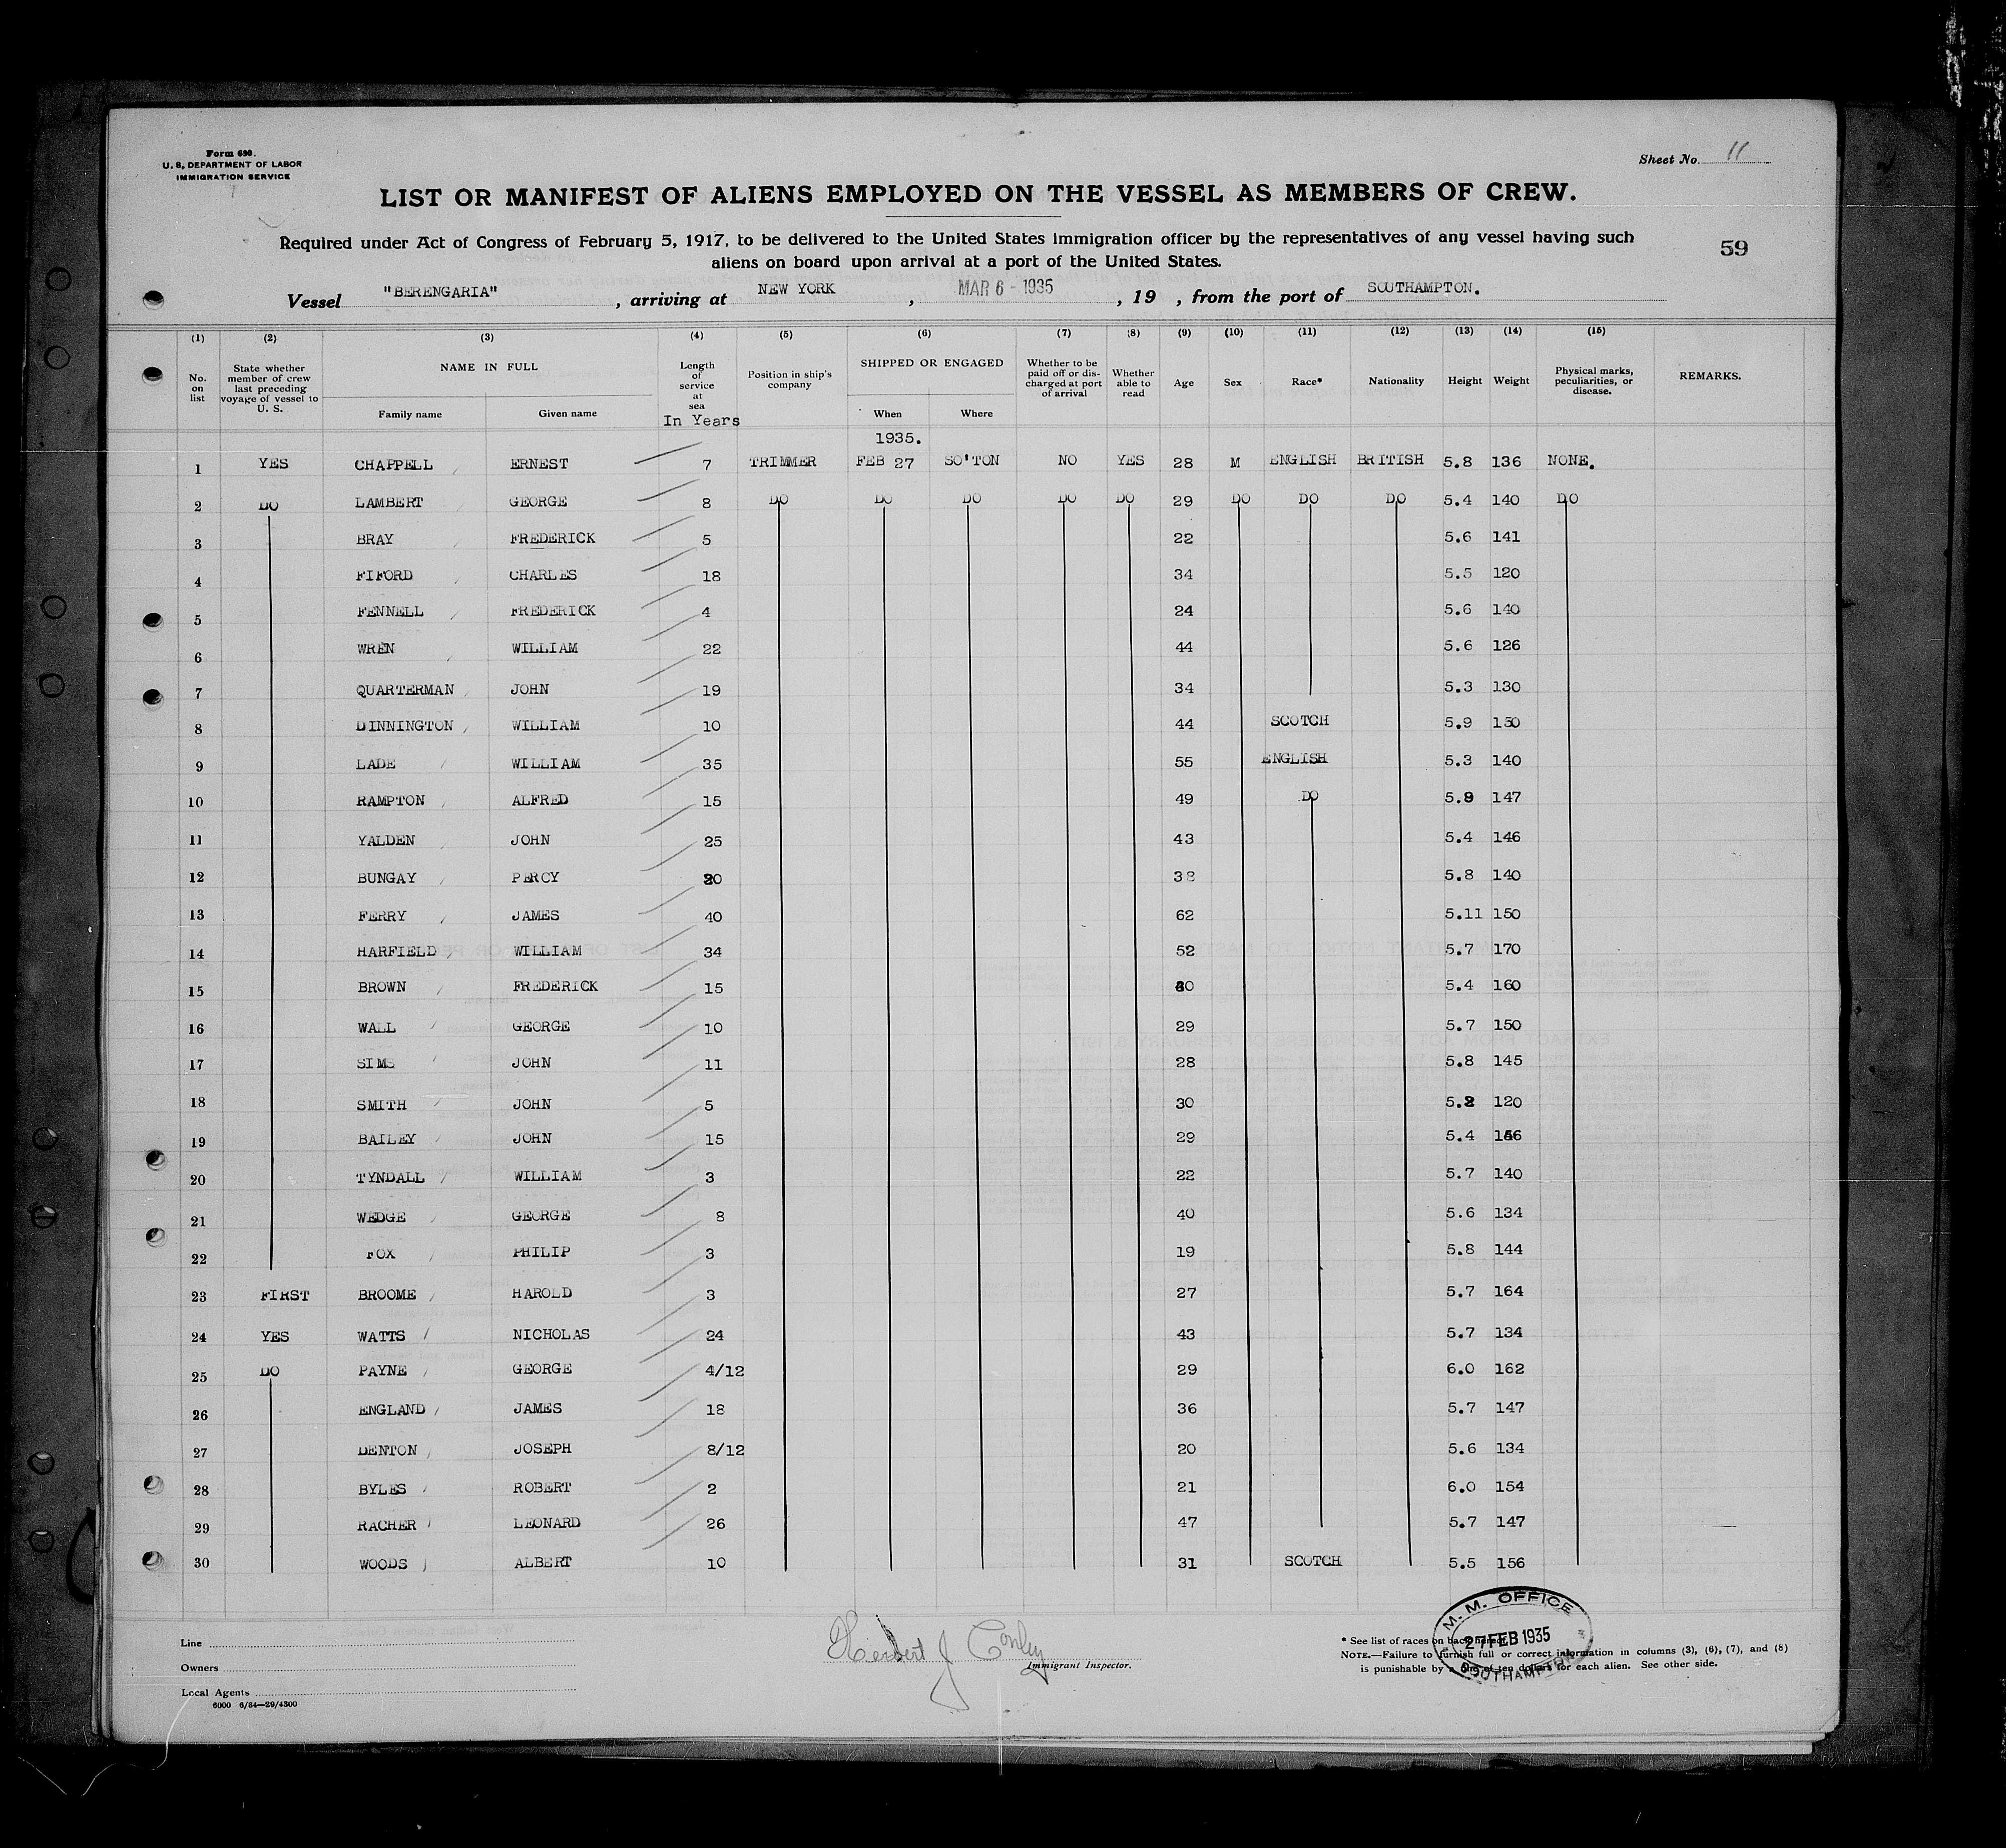 Form 680.
U. S. DEPARTMENT OF LABOR
IMMIGRATION SERVICE
Sheet No. 11
LIST OR MANIFEST OF ALIENS EMPLOYED ON THE VESSEL AS MEMBERS OF CREW.
Required under Act of Congress of February 5, 1917, to be delivered to the United States immigration officer by the representatives of any vessel having such
aliens on board upon arrival at a port of the United States.
59
Vessel "BERENGARIA", arriving at NEW YORK, MAR 6 - 1935, 19 , from the port of SOUTHAMPTON.
(1) (2) (3) (4) (5) (6) (7) (8) (9) (10) (11) (12) (13) (14) (15)
No. on list | State whether member of crew last preceding voyage of vessel to U. S. | NAME IN FULL | Length of service at sea In Years | Position in ship's company | SHIPPED OR ENGAGED | Whether to be paid off or discharged at port of arrival | Whether able to read | Age | Sex | Race* | Nationality | Height | Weight | Physical marks, peculiarities, or disease. | REMARKS.
Family name | Given name | When | Where
1935.
1 YES CHAPPELL ERNEST 7 TRIMMER FEB 27 SO'TON NO YES 28 M ENGLISH BRITISH 5.8 136 NONE.
2 DO LAMBERT GEORGE 8 DO DO DO DO DO 29 DO DO DO 5.4 140 DO
3 BRAY FREDERICK 5 22 5.6 141
4 FIFORD CHARLES 18 34 5.5 120
5 FENNELL FREDERICK 4 24 5.6 140
6 WREN WILLIAM 22 44 5.6 126
7 QUARTERMAN JOHN 19 34 5.3 130
8 DINNINGTON WILLIAM 10 44 SCOTCH 5.9 150
9 LADE WILLIAM 35 55 ENGLISH 5.3 140
10 RAMPTON ALFRED 15 49 DO 5.9 147
11 YALDEN JOHN 25 43 5.4 146
12 BUNGAY PERCY 20 38 5.8 140
13 FERRY JAMES 40 62 5.11 150
14 HARFIELD WILLIAM 34 52 5.7 170
15 BROWN FREDERICK 15 5.4 160
16 WALL GEORGE 10 29 5.7 150
17 SIMS JOHN 11 28 5.8 145
18 SMITH JOHN 5 30 5.2 120
19 BAILEY JOHN 15 29 5.4
20 TYNDALL WILLIAM 3 22 5.7 140
21 WEDGE GEORGE 8 40 5.6 134
22 FOX PHILIP 3 19 5.8 144
23 FIRST BROOME HAROLD 3 27 5.7 164
24 YES WATTS NICHOLAS 24 43 5.7 134
25 DO PAYNE GEORGE 4/12 29 6.0 162
26 ENGLAND JAMES 18 36 5.7 147
27 DENTON JOSEPH 8/12 20 5.6 134
28 BYLES ROBERT 2 21 6.0 154
29 RACHER LEONARD 26 47 5.7 147
30 WOODS ALBERT 10 31 SCOTCH 5.5 156
Line
Owners
Local Agents
6000 6/34—29/4300
Herbert J Conley
Immigrant Inspector.
M. M. OFFICE
27 FEB 1935
SOUTHAMPTON
* See list of races on back hereof.
NOTE.—Failure to furnish full or correct information in columns (3), (6), (7), and (8)
is punishable by a fine of ten dollars for each alien. See other side.